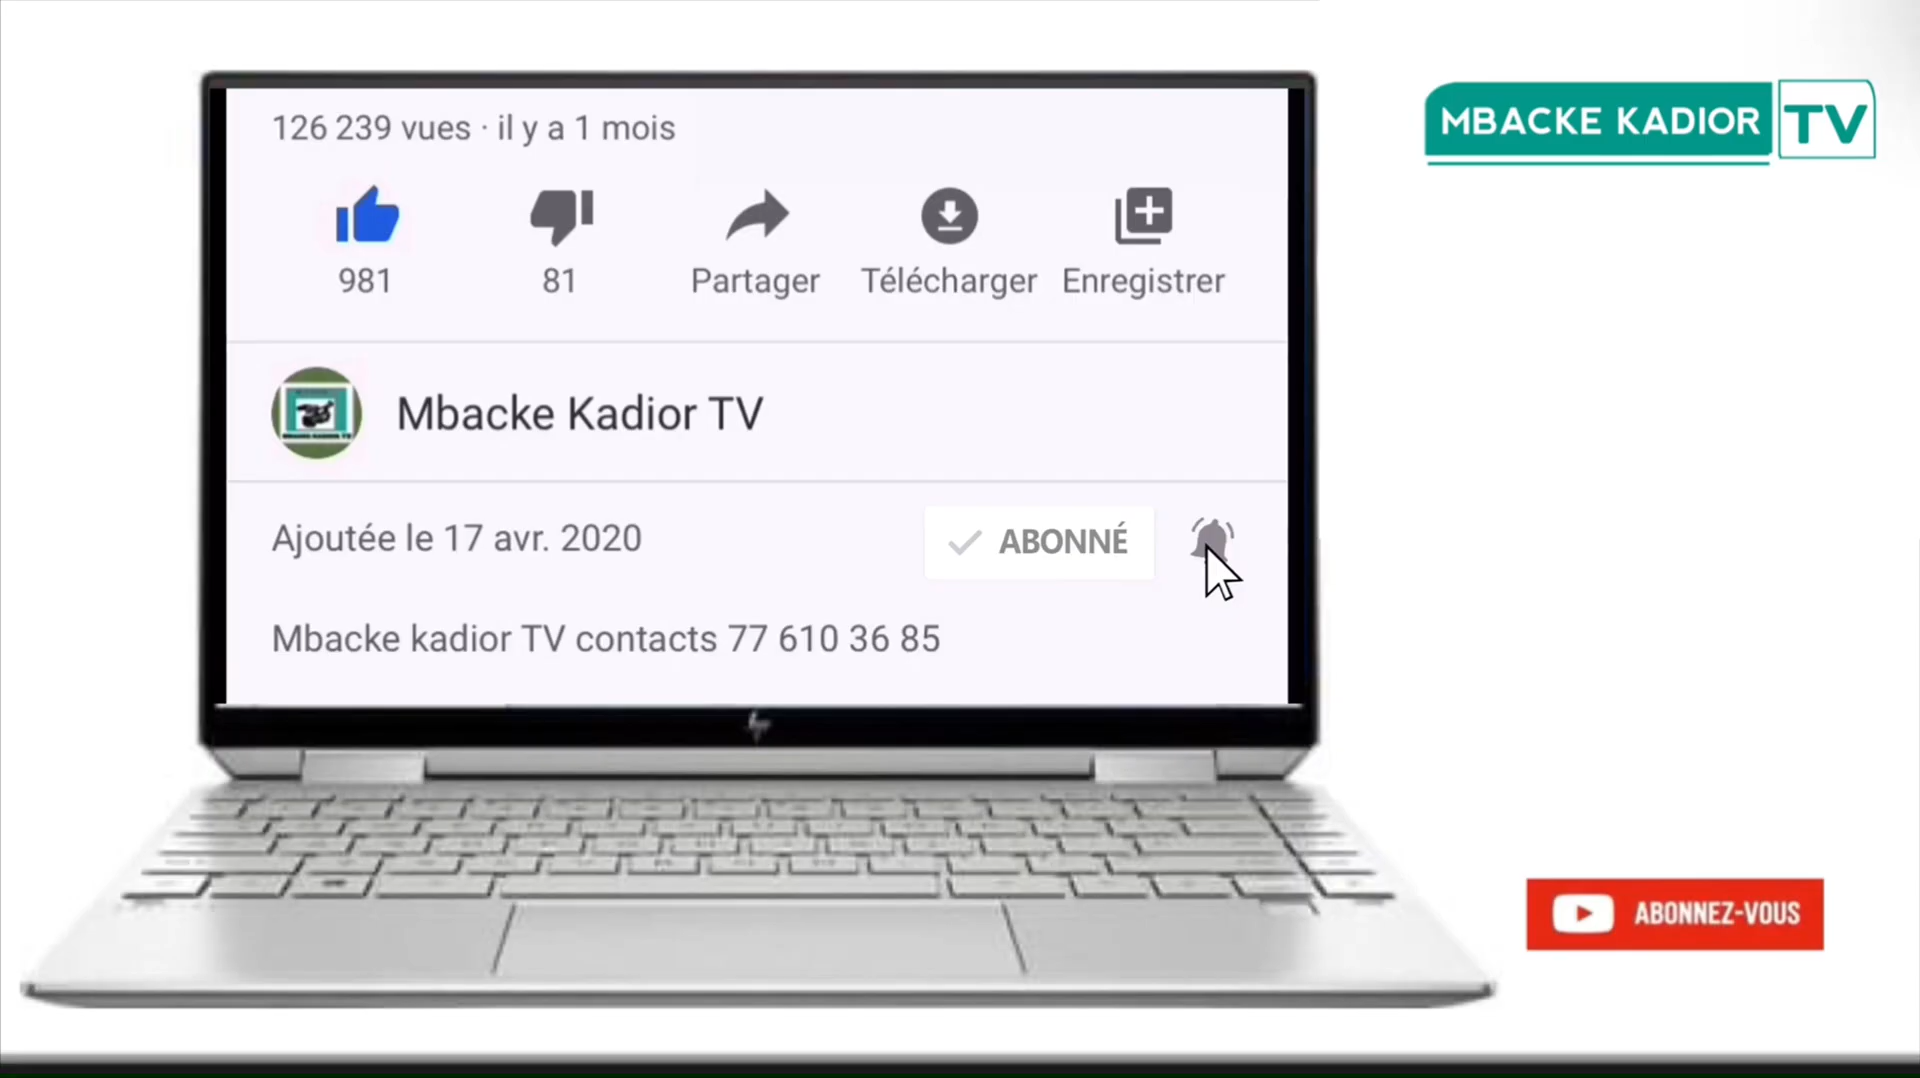 126 239 vues · il y a 1 mois
981
81
Partager
Télécharger
Enregistrer
Mbacke Kadior TV
Ajoutée le 17 avr. 2020
ABONNÉ
Mbacke kadior TV contacts 77 610 36 85
MBACKE KADIOR TV
ABONNEZ-VOUS